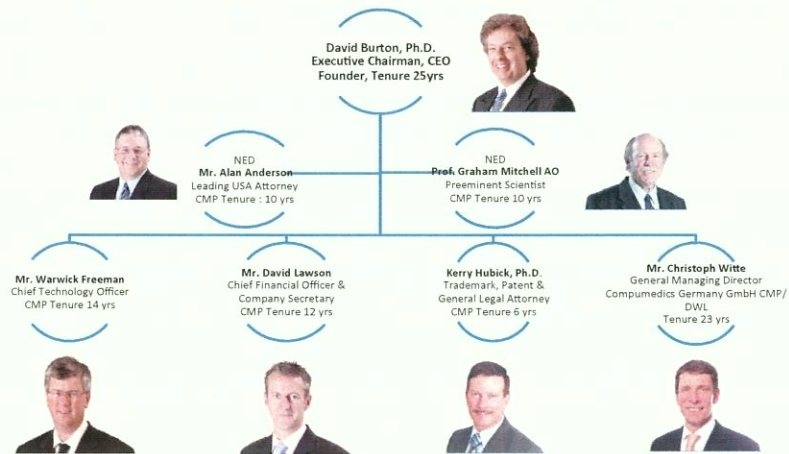 David Burton, Ph.D.
Executive Chairman, CEO
Founder, Tenure 25yrs
NED
Mr. Alan Anderson
Leading USA Attorney
CMP Tenure : 10 yrs
NED
Prof. Graham Mitchell AO
Preeminent Scientist
CMP Tenure 10 yrs
Mr. Warwick Freeman
Chief Technology Officer
CMP Tenure 14 yrs
Mr. David Lawson
Chief Financial Officer &
Company Secretary
CMP Tenure 12 yrs
Kerry Hubick, Ph.D.
Trademark, Patent &
General Legal Attorney
CMP Tenure 6 yrs
Mr. Christoph Witte
General Managing Director
Compumedics Germany GmbH CMP/
DWL
Tenure 23 yrs